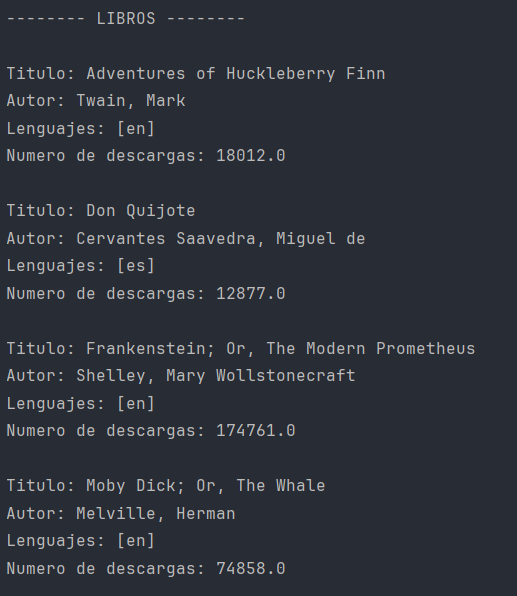 -------- LIBROS --------
Titulo: Adventures of Huckleberry Finn
Autor: Twain, Mark
Lenguajes: [en]
Numero de descargas: 18012.0
Titulo: Don Quijote
Autor: Cervantes Saavedra, Miguel de
Lenguajes: [es]
Numero de descargas: 12877.0
Titulo: Frankenstein; Or, The Modern Prometheus
Autor: Shelley, Mary Wollstonecraft
Lenguajes: [en]
Numero de descargas: 174761.0
Titulo: Moby Dick; Or, The Whale
Autor: Melville, Herman
Lenguajes: [en]
Numero de descargas: 74858.0